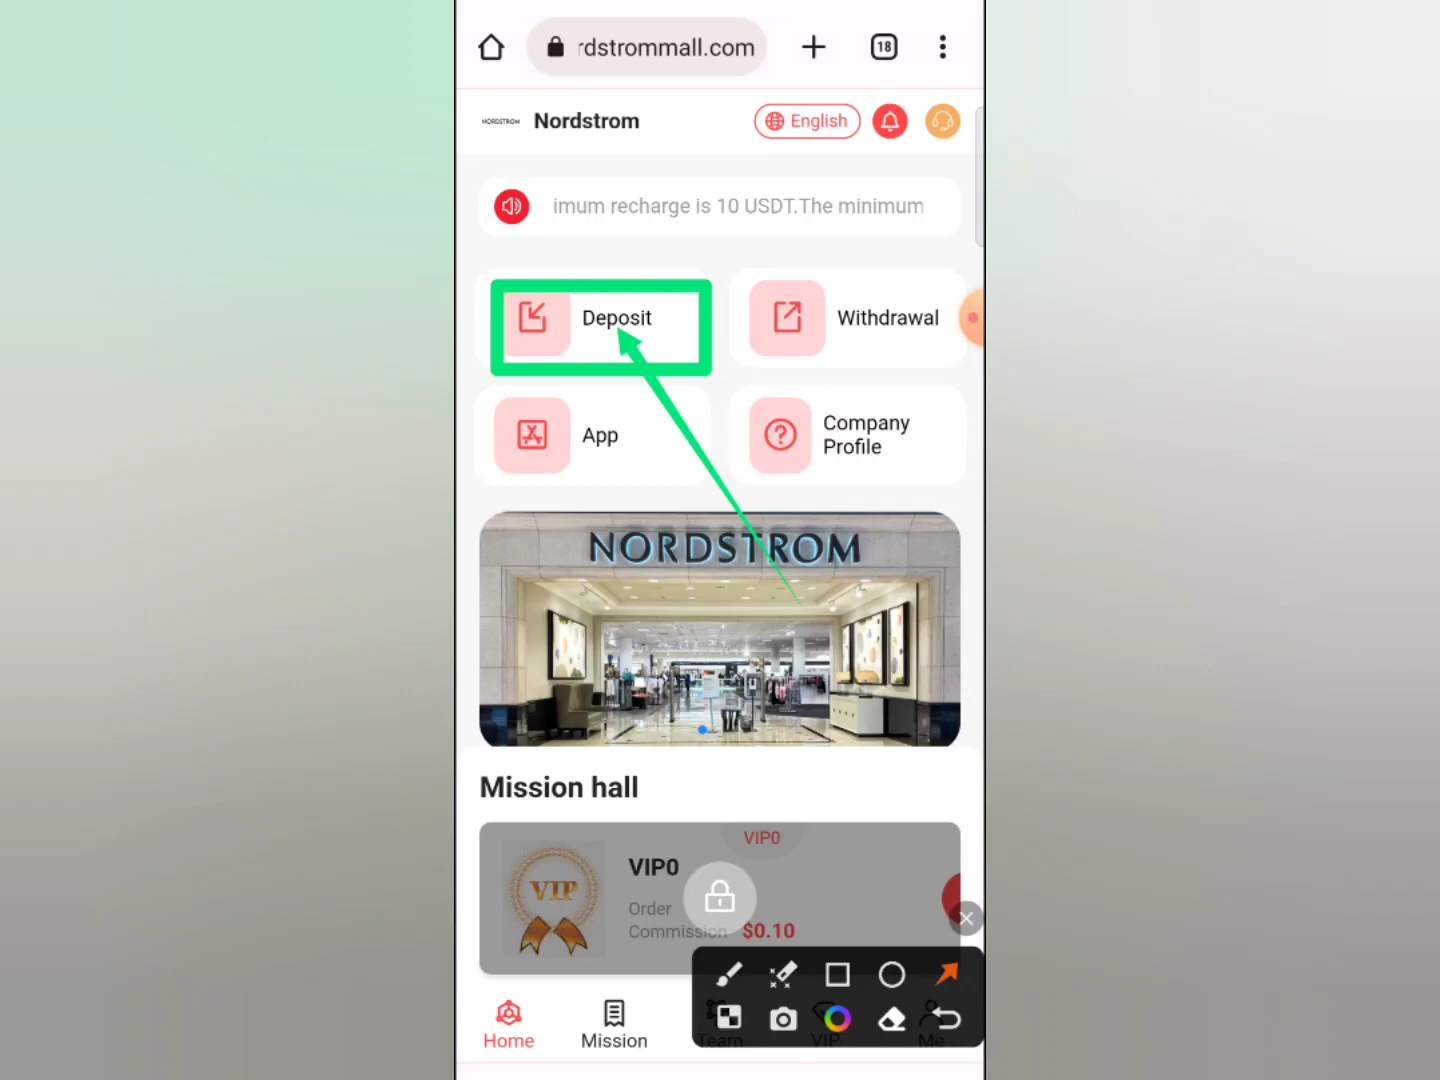 rdstrommall.com
18
NORDSTROM
Nordstrom
English
imum recharge is 10 USDT.The minimum
Deposit
Withdrawal
App
Company
Profile
NORDSTROM
Mission hall
VIP0
VIP
VIP0
Order
Commission $0.10
Home
Mission
Team
VIP
Me